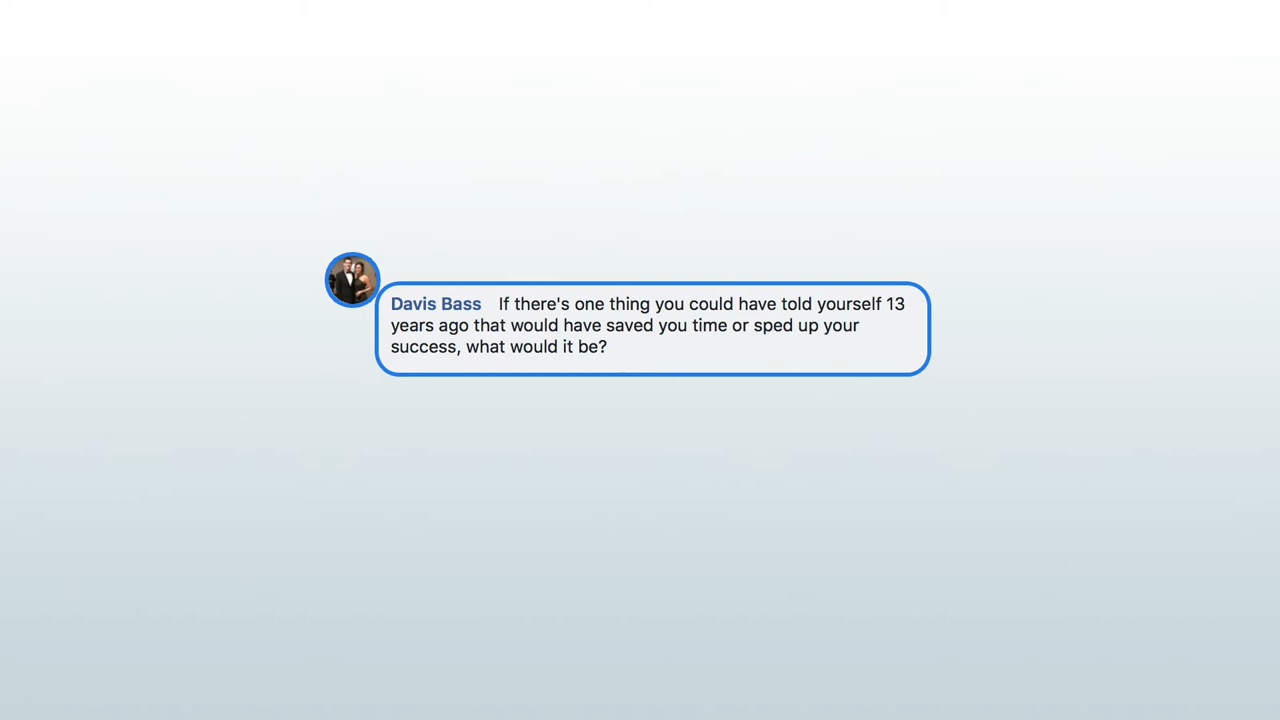 Davis Bass If there's one thing you could have told yourself 13
years ago that would have saved you time or sped up your
success, what would it be?